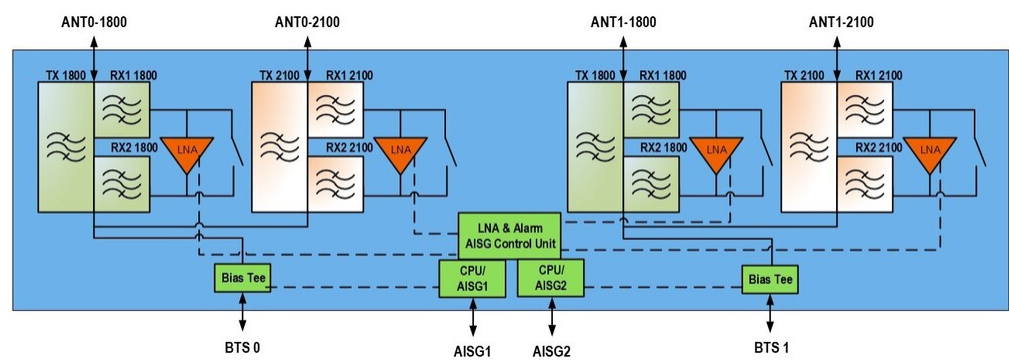 ANT0-1800 ANT0-2100 ANT1-1800 ANT1-2100
TX 1800 RX1 1800 TX 2100 RX1 2100 TX 1800 RX1 1800 TX 2100 RX1 2100
LNA LNA LNA LNA
RX2 1800 RX2 2100 RX2 1800 RX2 2100
LNA & Alarm
AISG Control Unit
Bias Tee CPU/ CPU/ Bias Tee
AISG1 AISG2
BTS 0 AISG1 AISG2 BTS 1